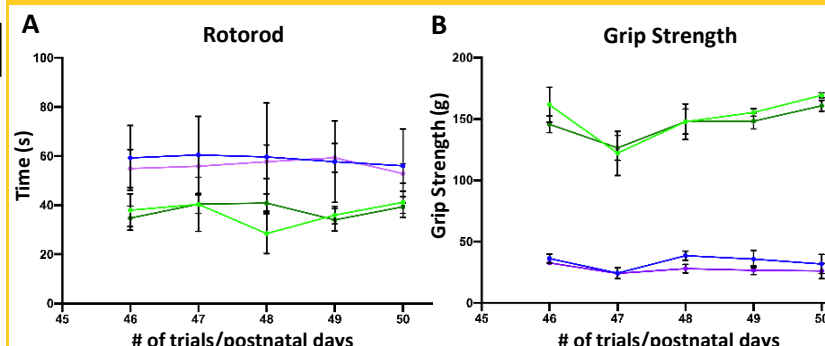 A
Rotorod
Time (s)
100
80
60
40
20
0
45 46 47 48 49 50
# of trials/postnatal days
B
Grip Strength
Grip Strength (g)
200
150
100
50
0
45 46 47 48 49 50
# of trials/postnatal days